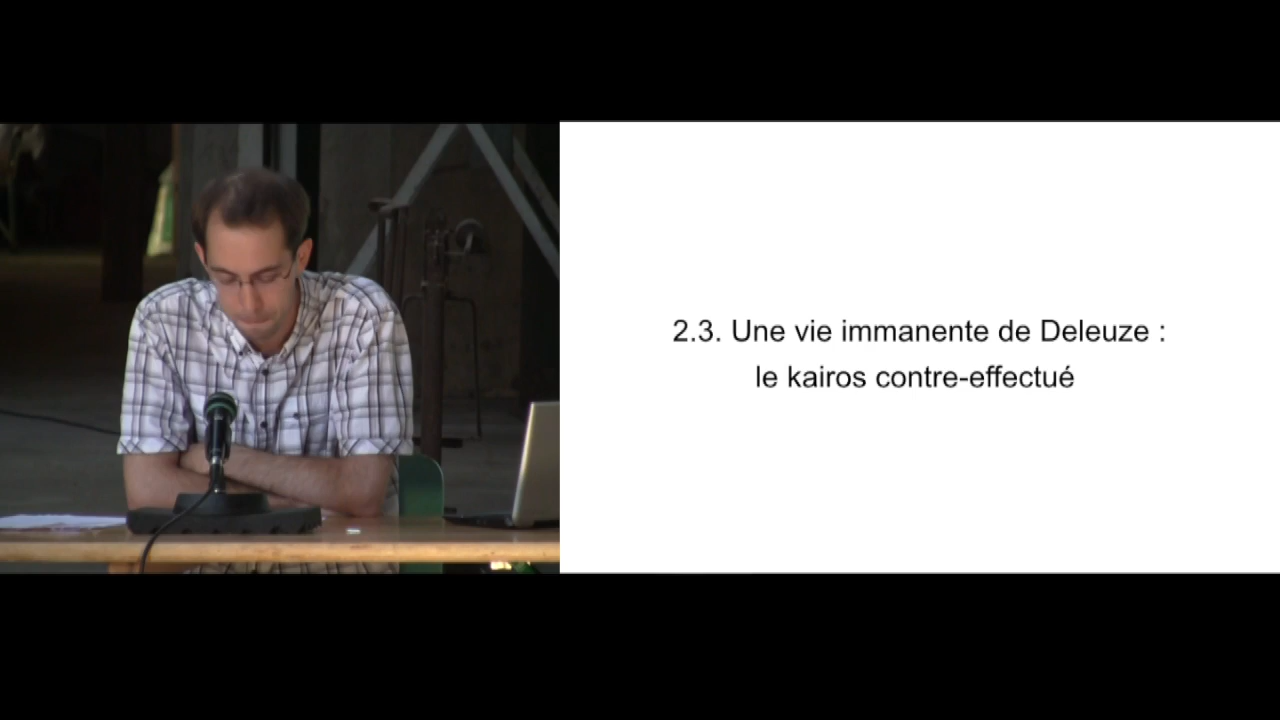 2.3. Une vie immanente de Deleuze :
le kairos contre-effectué